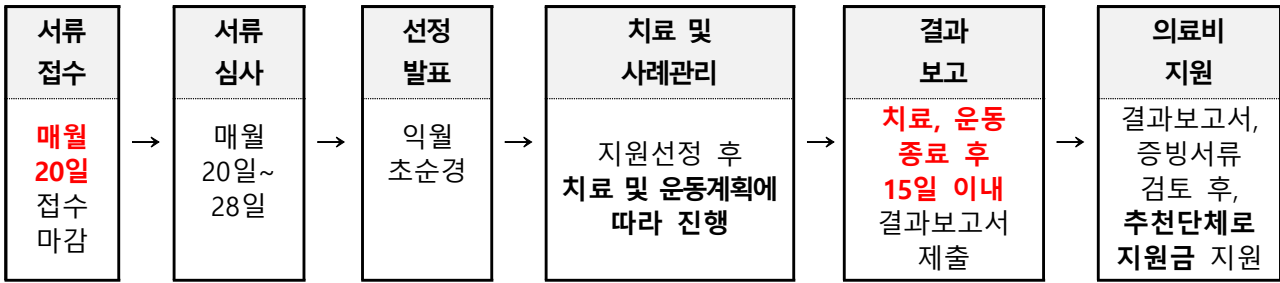 서류
접수
매월
20일
접수
마감
→
서류
심사
매월
20일~
28일
→
선정
발표
익월
초순경
→
치료 및
사례관리
지원선정 후
치료 및 운동계획에
따라 진행
→
결과
보고
치료, 운동
종료 후
15일 이내
결과보고서
제출
→
의료비
지원
결과보고서,
증빙서류
검토 후,
추천단체로
지원금 지원